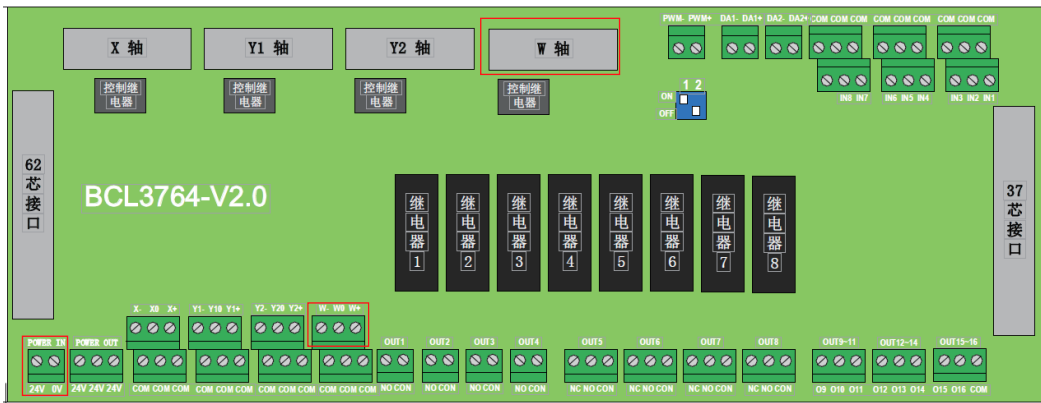 PWM- PWM+ DA1- DA1+ DA2- DA2+ COM COM COM COM COM COM COM COM COM
X 轴 Y1 轴 Y2 轴 W 轴
控制继
电器
控制继
电器
控制继
电器
控制继
电器
1 2
ON
OFF
IN8 IN7 IN6 IN5 IN4 IN3 IN2 IN1
62
芯
接
口
BCL3764-V2.0
继
电
器
1
继
电
器
2
继
电
器
3
继
电
器
4
继
电
器
5
继
电
器
6
继
电
器
7
继
电
器
8
37
芯
接
口
X- X0 X+ Y1- Y10 Y1+ Y2- Y20 Y2+ W- W0 W+
POWER IN POWER OUT OUT1 OUT2 OUT3 OUT4 OUT5 OUT6 OUT7 OUT8 OUT9~11 OUT12~14 OUT15~16
24V 0V 24V 24V 24V COM COM COM COM COM COM COM COM COM COM COM COM NO CON NO CON NO CON NO CON NC NO CON NC NO CON NC NO CON NC NO CON O9 O10 O11 O12 O13 O14 O15 O16 COM